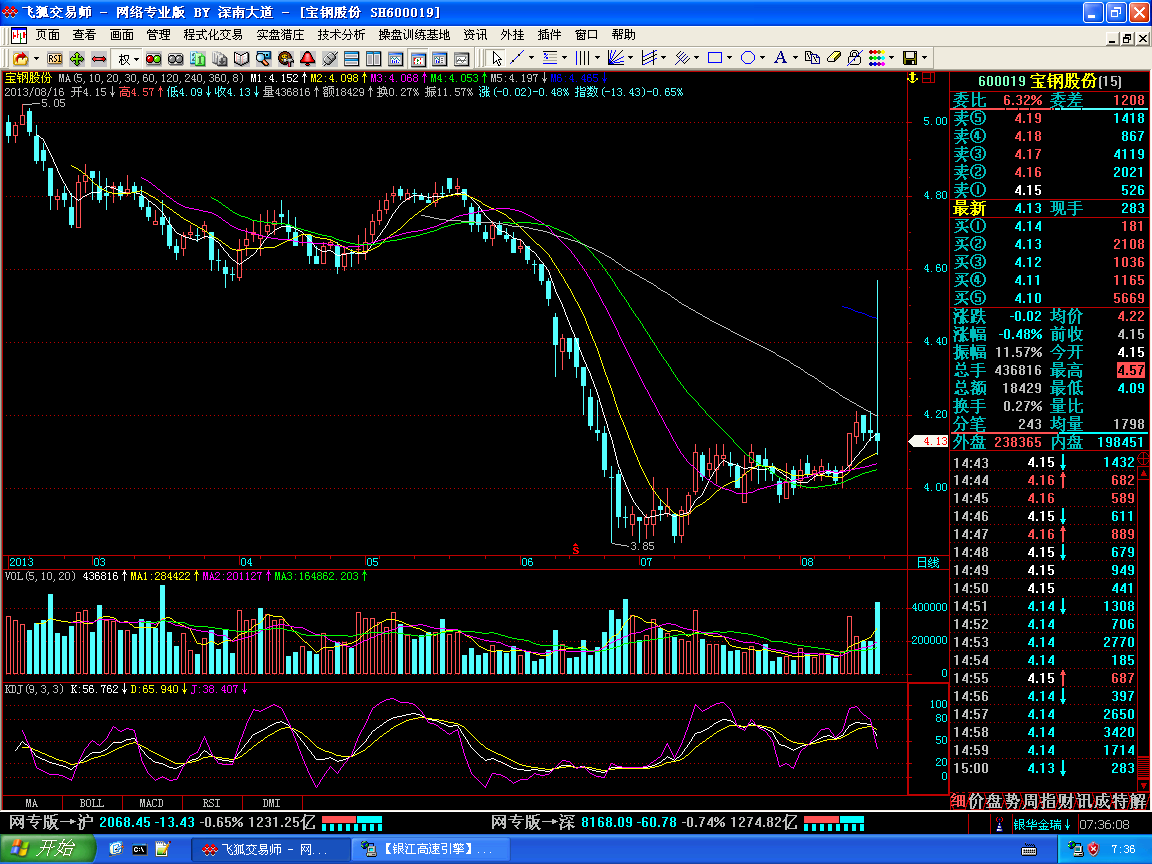 飞狐交易师 - 网络专业版 BY 深南大道 - [宝钢股份 SH600019]
页面 查看 画面 管理 程式化交易 实盘猎庄 技术分析 操盘训练基地 资讯 外挂 插件 窗口 帮助
RSI 权 A
宝钢股份 MA(5,10,20,30,60,120,240,360,8) M1:4.152↑M2:4.098↑M3:4.068↑M4:4.053↑M5:4.197↓
2013/08/16 开4.15↓高4.57↑低4.09↓收4.13↓量436816↑额18429↑换0.27% 振11.57% 涨(-0.02)-0.48% 指数(-13.43)-0.65%
5.05
5.00
4.80
4.60
4.40
4.20
4.13
4.00
3.85
2013 03 04 05 06 07 08 日线
VOL(5,10,20) 436816↑MA1:284422↑MA2:201127↑MA3:164862.203↑
400000
200000
0
KDJ(9,3,3) K:56.762↓D:65.940↓J:38.407↓
100
80
50
20
0
MA BOLL MACD RSI DMI
600019 宝钢股份(15)
委比 6.32% 委差 1208
卖⑤ 4.19 1418
卖④ 4.18 867
卖③ 4.17 4119
卖② 4.16 2021
卖① 4.15 526
最新 4.13 现手 283
买① 4.14 181
买② 4.13 2108
买③ 4.12 1036
买④ 4.11 1165
买⑤ 4.10 5669
涨跌 -0.02 均价 4.22
涨幅 -0.48% 前收 4.15
振幅 11.57% 今开 4.15
总手 436816 最高 4.57
总额 18429 最低 4.09
换手 0.27% 量比
分笔 243 均量 1798
外盘 238365 内盘 198451
14:43 4.15↓ 1432
14:44 4.16↑ 682
14:45 4.16 589
14:46 4.15↓ 611
14:47 4.16↑ 889
14:48 4.15↓ 679
14:49 4.15 949
14:50 4.15 441
14:51 4.14↓ 1308
14:52 4.14 706
14:53 4.14 2770
14:54 4.14 185
14:55 4.15↑ 687
14:56 4.14↓ 397
14:57 4.14 2650
14:58 4.14 3420
14:59 4.14 1714
15:00 4.13↓ 283
细价盘势周指财讯成特解
网专版→沪 2068.45 -13.43 -0.65% 1231.25亿 网专版→深 8168.09 -60.78 -0.74% 1274.82亿 银华金瑞↓ 07:36:08
开始 飞狐交易师 - 网... 【银江高速引擎】... 7:36